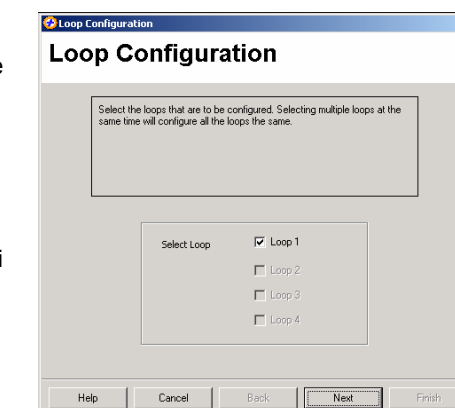 Loop Configuration
Loop Configuration
e
Select the loops that are to be configured. Selecting multiple loops at the
same time will configure all the loops the same.
Select Loop
Loop 1
i
Loop 2
Loop 3
Loop 4
Help Cancel Back Next Finish